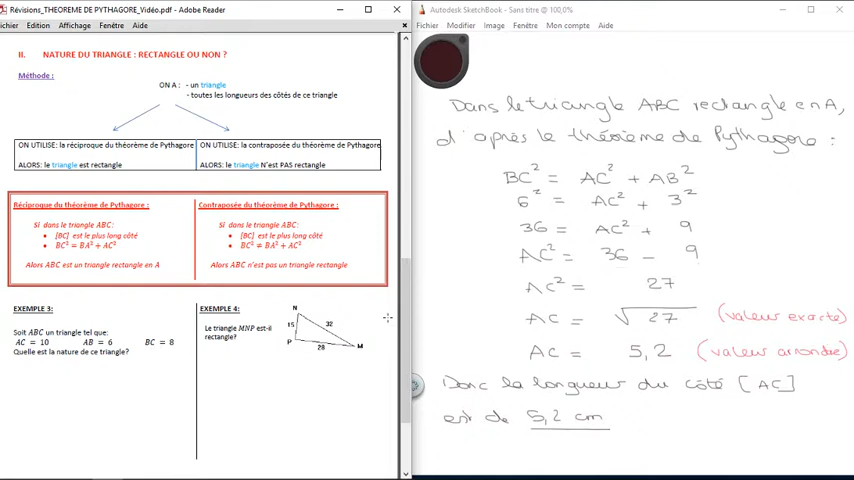 Révisions_THEOREME DE PYTHAGORE_Vidéo.pdf - Adobe Reader
Fichier Edition Affichage Fenêtre Aide
II. NATURE DU TRIANGLE : RECTANGLE OU NON ?
Méthode :
ON A : - un triangle
- toutes les longueurs des côtés de ce triangle
ON UTILISE: la réciproque du théorème de Pythagore
ALORS: le triangle est rectangle
ON UTILISE: la contraposée du théorème de Pythagore
ALORS: le triangle N'est PAS rectangle
Réciproque du théorème de Pythagore :
Si dans le triangle ABC:
• [BC] est le plus long côté
• BC² = BA² + AC²
Alors ABC est un triangle rectangle en A
Contraposée du théorème de Pythagore :
Si dans le triangle ABC:
• [BC] est le plus long côté
• BC² ≠ BA² + AC²
Alors ABC n'est pas un triangle rectangle
EXEMPLE 3:
Soit ABC un triangle tel que:
AC = 10 AB = 6 BC = 8
Quelle est la nature de ce triangle?
EXEMPLE 4:
Le triangle MNP est-il
rectangle?
N
15
32
P
28
M
Autodesk SketchBook - Sans titre @ 100,0%
Fichier Modifier Image Fenêtre Mon compte Aide
Dans le triangle ABC rectangle en A,
d'après le théorème de Pythagore :
BC² = AC² + AB²
6² = AC² + 3²
36 = AC² + 9
AC² = 36 - 9
AC² = 27
AC = √27 (valeur exacte)
AC = 5,2 (valeur arrondie)
Donc la longueur du côté [AC]
est de 5,2 cm